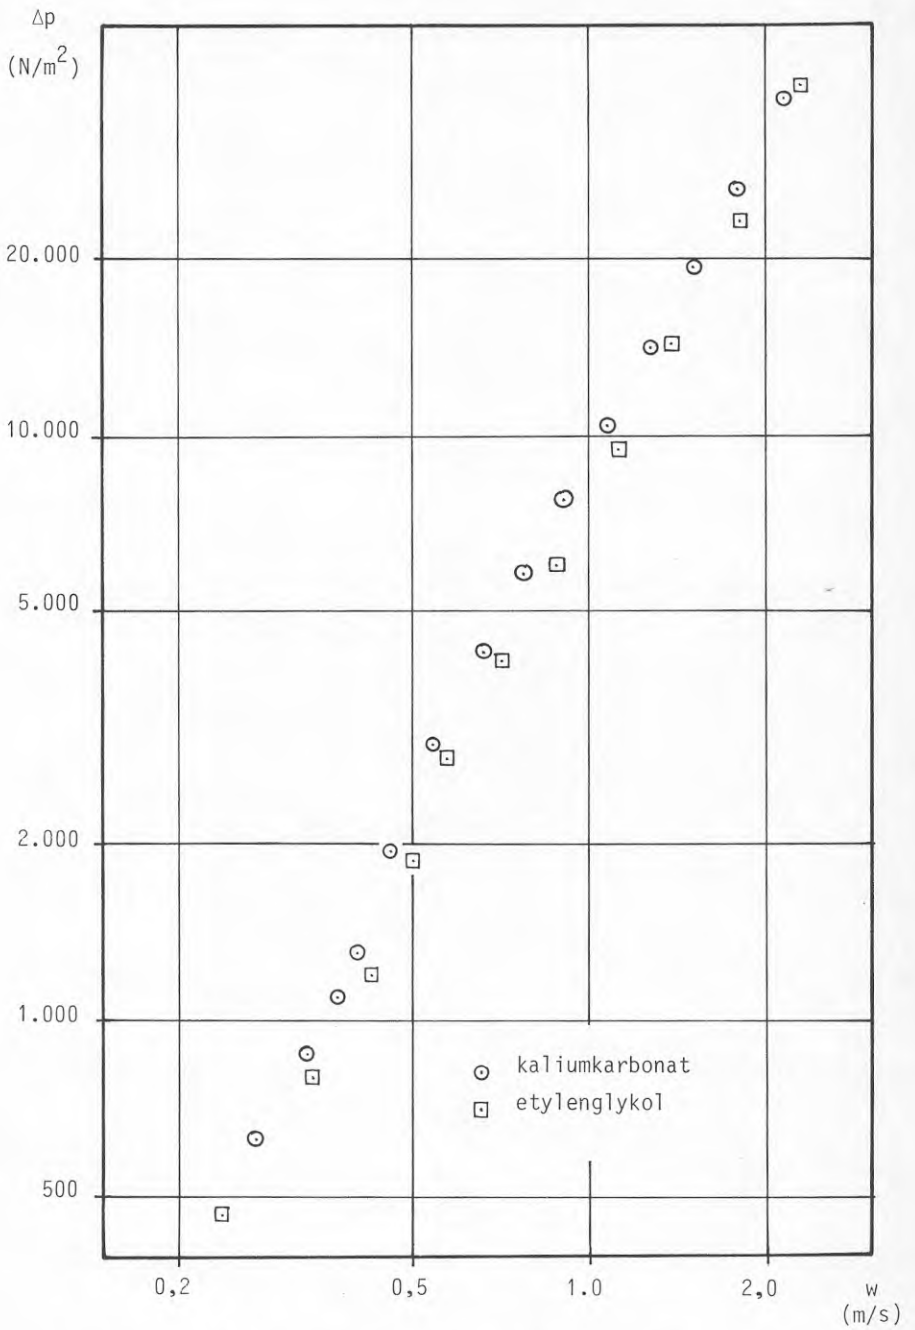 Δp
(N/m²)
20.000
10.000
5.000
2.000
1.000
kaliumkarbonat
etylenglykol
500
0,2 0,5 1.0 2,0 w
(m/s)